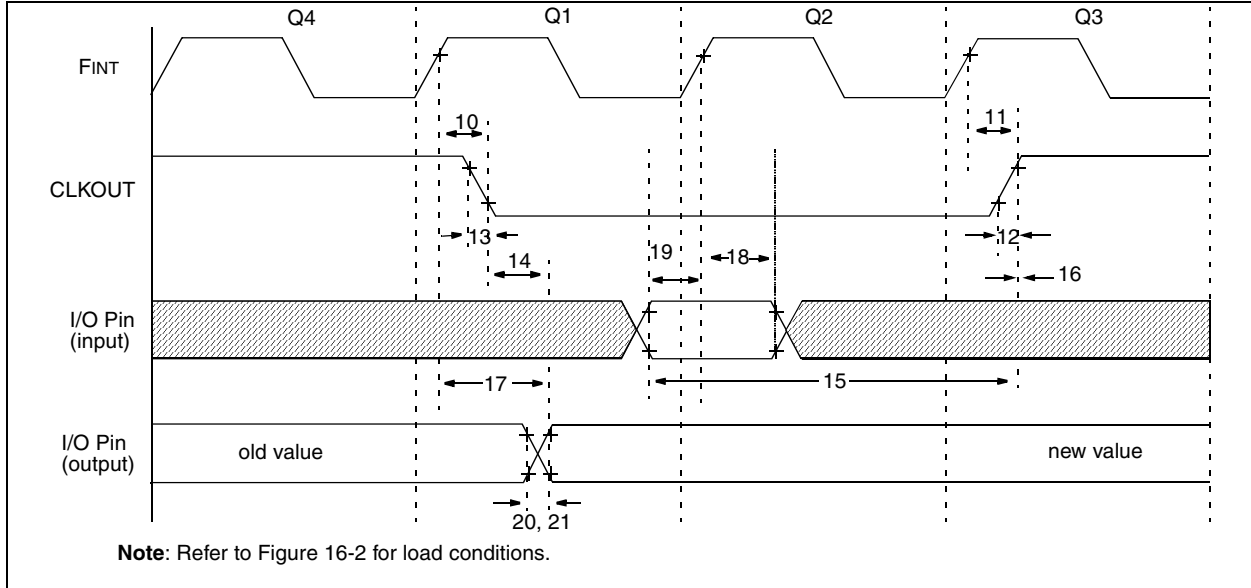 Q4 Q1 Q2 Q3
FINT
10 11
CLKOUT
13 12
14 19 18 16
I/O Pin
(input)
17 15
I/O Pin
(output)
old value new value
20, 21
Note: Refer to Figure 16-2 for load conditions.